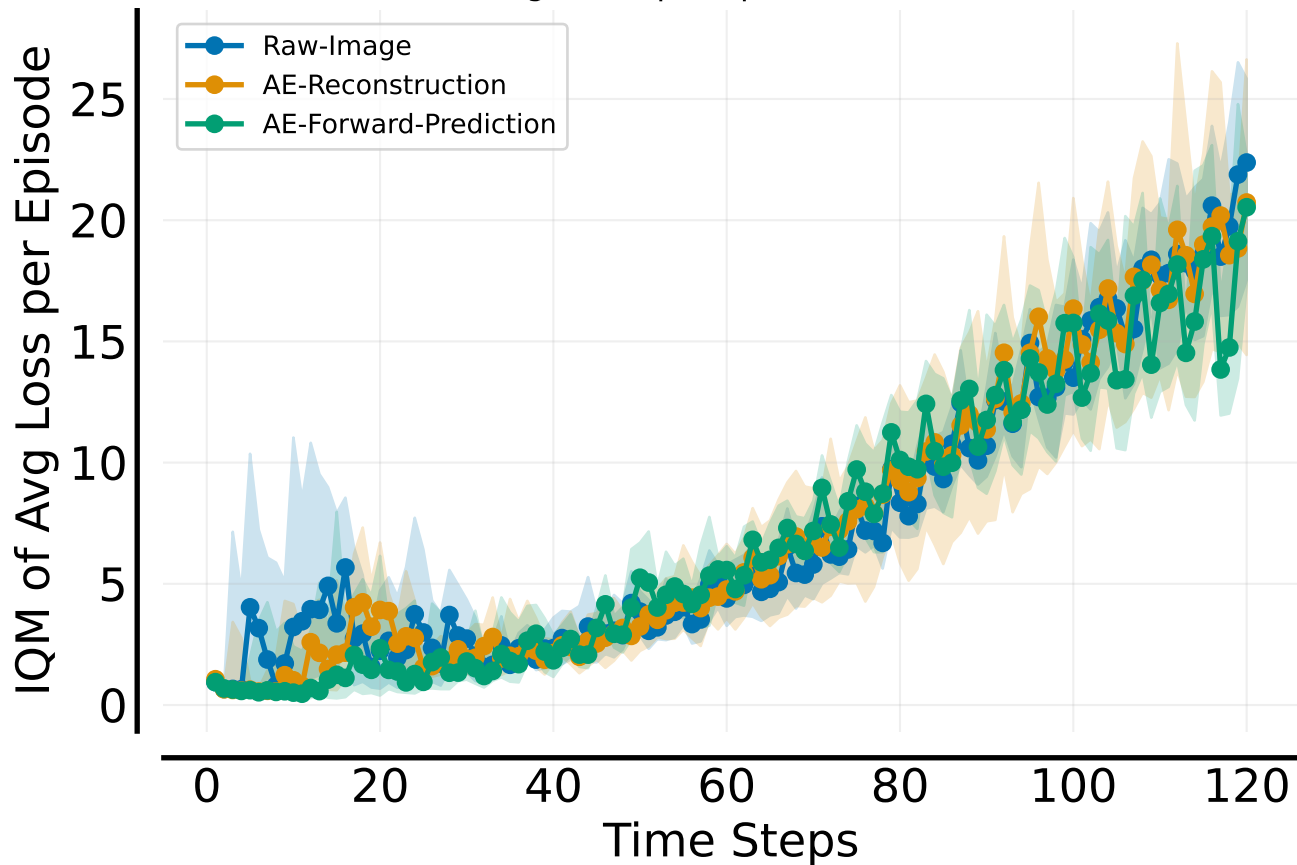 Raw-Image
AE-Reconstruction
AE-Forward-Prediction
IQM of Avg Loss per Episode
25
20
15
10
5
0
0 20 40 60 80 100 120
Time Steps